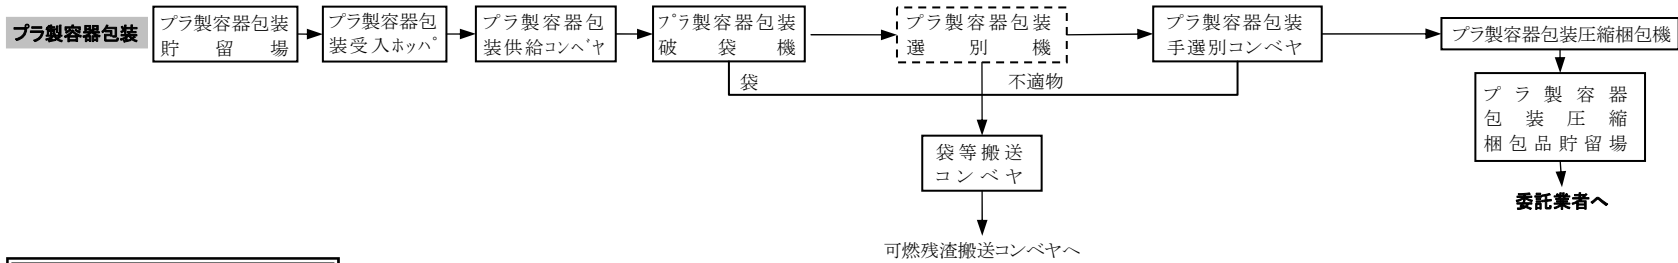 プラ製容器包装
プラ製容器包装
貯留場
プラ製容器包
装受入ホッパ
プラ製容器包
装供給コンベヤ
プラ製容器包装
破袋機
プラ製容器包装
選別機
プラ製容器包装
手選別コンベヤ
プラ製容器包装圧縮梱包機
袋
不適物
プラ製容器
包装圧縮
梱包品貯留場
袋等搬送
コンベヤ
委託業者へ
可燃残渣搬送コンベヤへ